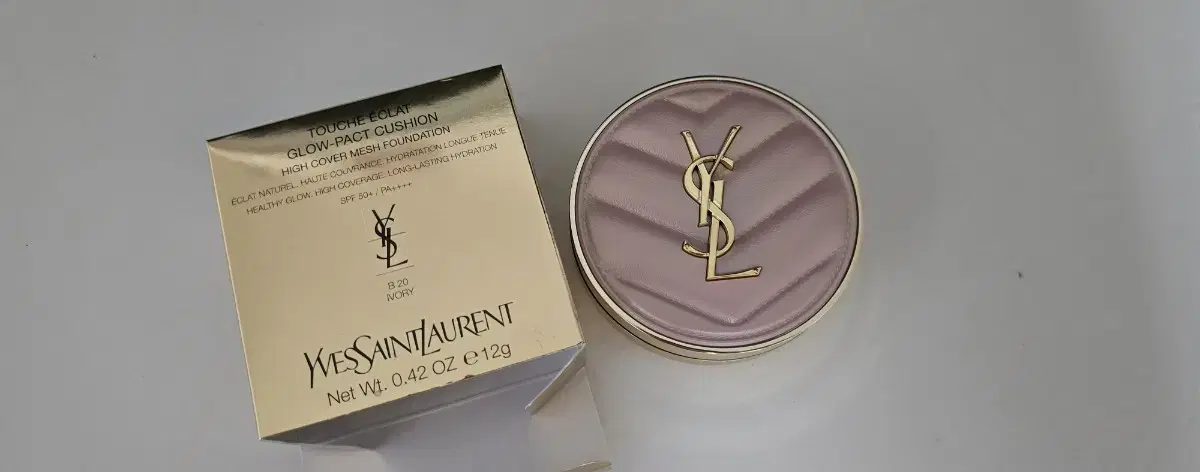 TOUCHE ÉCLAT
GLOW-PACT CUSHION
HIGH COVER MESH FOUNDATION
ÉCLAT NATUREL, HAUTE COUVRANCE, HYDRATATION LONGUE TENUE
HEALTHY GLOW, HIGH COVERAGE, LONG-LASTING HYDRATION
SPF 50+ / PA++++
YSL
B 20
IVORY
YVESSAINTLAURENT
Net Wt. 0.42 OZ e 12g
YSL